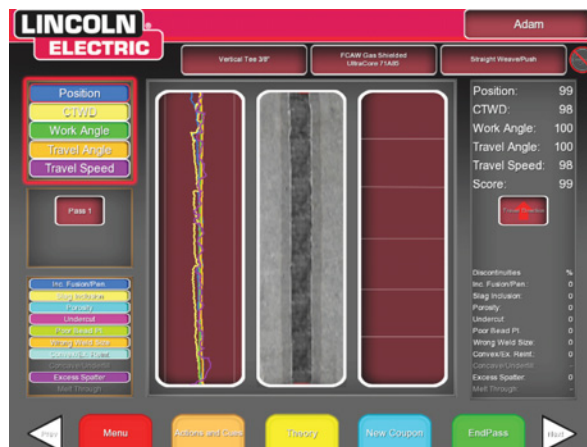 LINCOLN ELECTRIC
Adam
Vertical Tee 3/8"
FCAW Gas Shielded
UltraCore 71A85
Straight Weave/Push
Position
CTWD
Work Angle
Travel Angle
Travel Speed
Pass 1
Inc. Fusion/Pen
Slag Inclusion
Porosity
Undercut
Poor Bead Pl.
Wrong Weld Size
Convex/Ex. Reinf.
Concave/Underfill
Excess Spatter
Melt Through
Position: 99
CTWD: 98
Work Angle: 100
Travel Angle: 100
Travel Speed: 98
Score: 99
Travel Direction
Discontinuities %
Inc. Fusion/Pen.: 0
Slag Inclusion: 0
Porosity: 0
Undercut: 0
Poor Bead Pl. 0
Wrong Weld Size: 0
Convex/Ex. Reinf.: 0
Concave/Underfill: -
Excess Spatter: 0
Melt Through: -
Prev
Menu
Actions and Cues
Theory
New Coupon
EndPass
Next